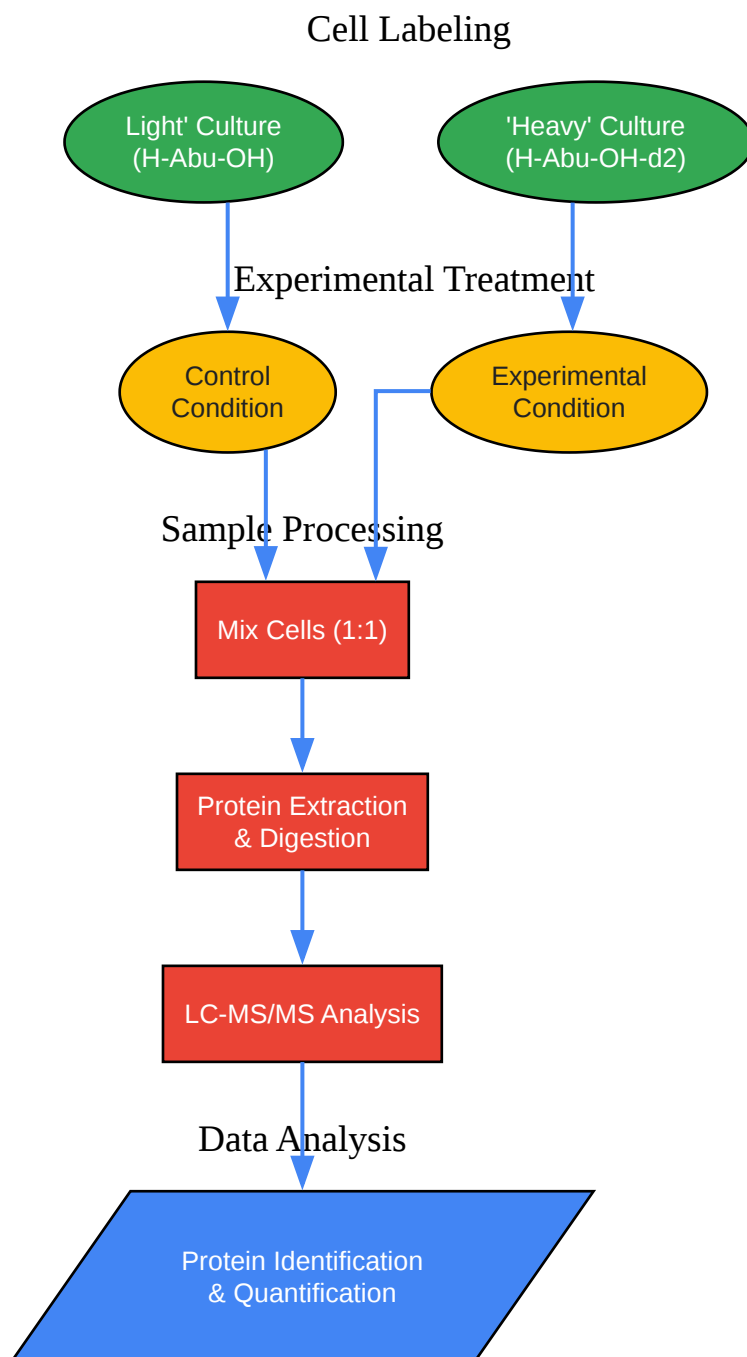 Cell Labeling
Light' Culture
(H-Abu-OH)
'Heavy' Culture
(H-Abu-OH-d2)
Experimental Treatment
Control
Condition
Experimental
Condition
Sample Processing
Mix Cells (1:1)
Protein Extraction
& Digestion
LC-MS/MS Analysis
Data Analysis
Protein Identification
& Quantification